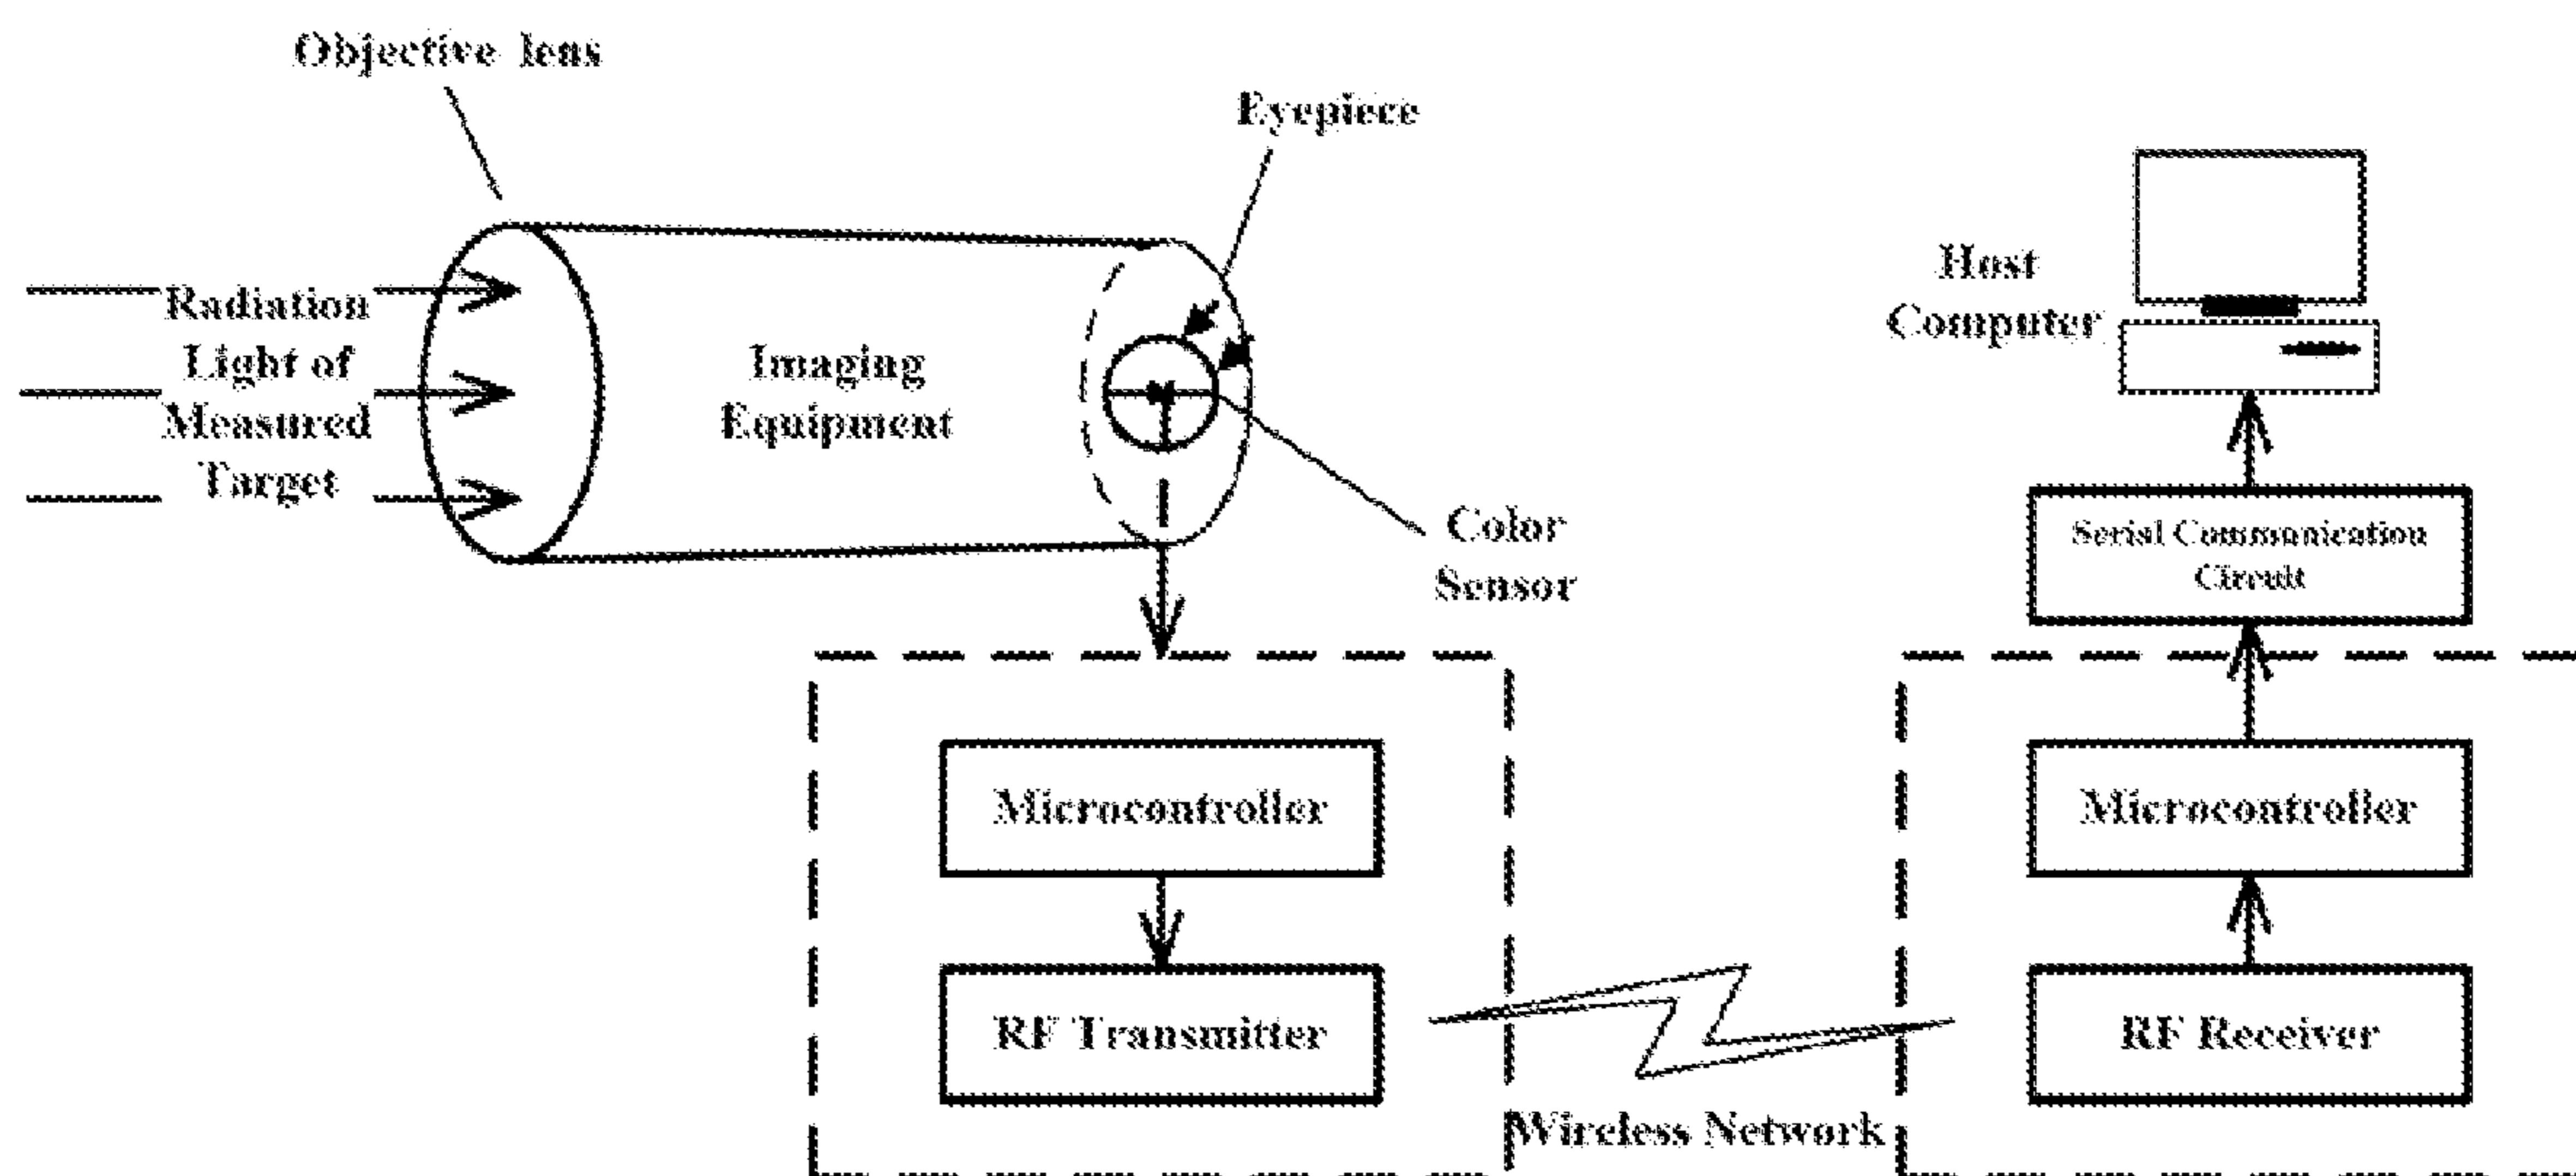 Objective lens
Eyepiece
Radiation
Light of
Measured
Target
Imaging
Equipment
Color
Sensor
Host
Computer
Serial Communication
Circuit
Microcontroller
RF Transmitter
Wireless Network
Microcontroller
RF Receiver